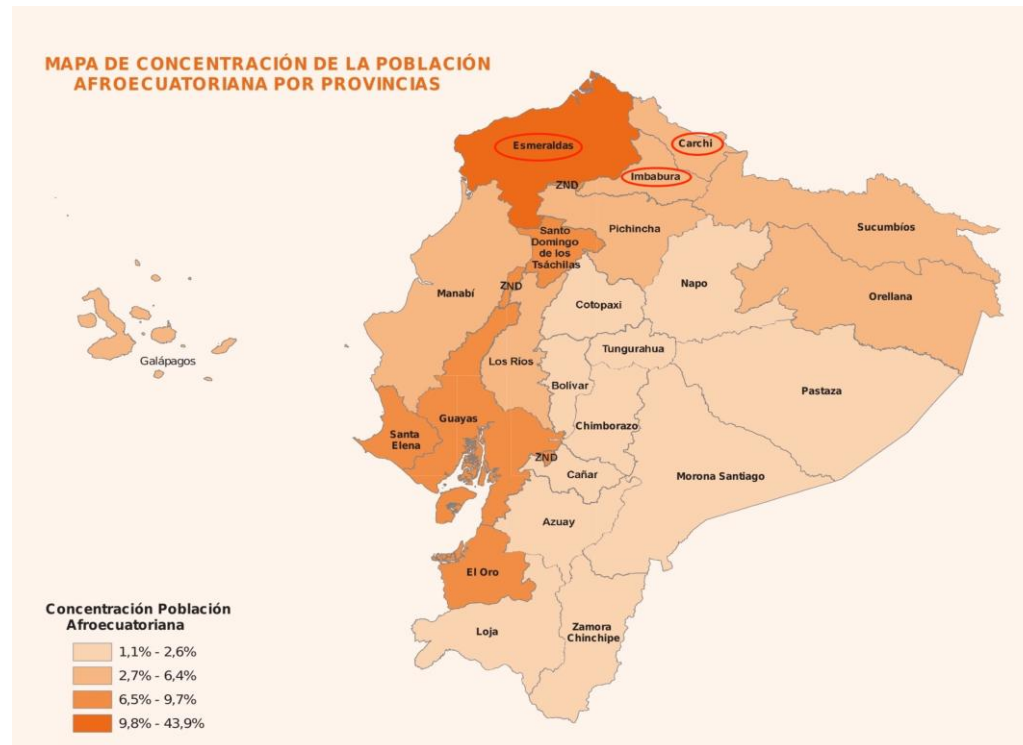 MAPA DE CONCENTRACIÓN DE LA POBLACIÓN
AFROECUATORIANA POR PROVINCIAS
Esmeraldas
Carchi
Imbabura
ZND
Sucumbíos
Pichincha
Santo
Domingo
de los
Tsáchilas
Napo
ZND
Manabí
Orellana
Cotopaxi
Tungurahua
Galápagos
Los Ríos
Bolívar
Pastaza
Guayas
Chimborazo
Santa
Elena
ZND
Cañar
Morona Santiago
Azuay
El Oro
Loja
Zamora
Chinchipe
Concentración Población
Afroecuatoriana
1,1% - 2,6%
2,7% - 6,4%
6,5% - 9,7%
9,8% - 43,9%